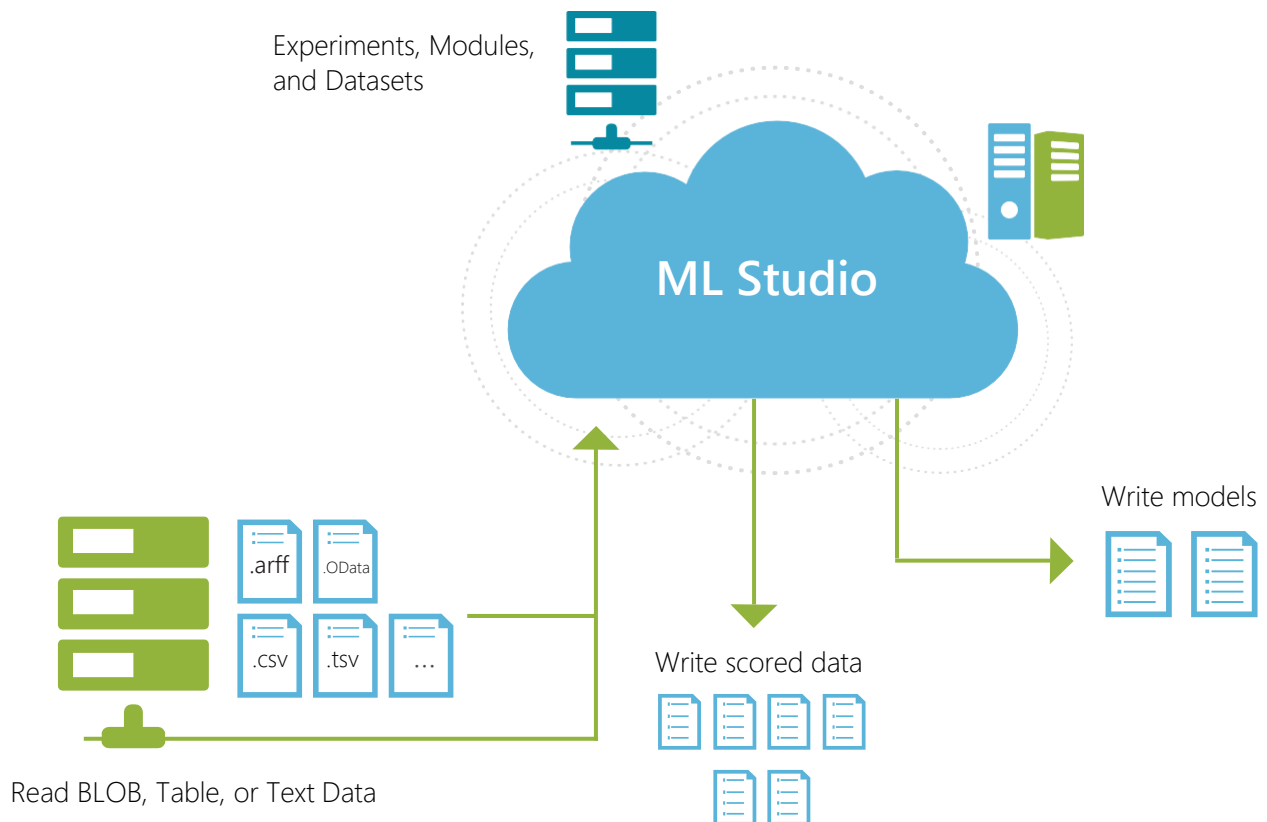 Experiments, Modules,
and Datasets
ML Studio
Write models
.arff
.OData
.csv
.tsv
...
Write scored data
Read BLOB, Table, or Text Data